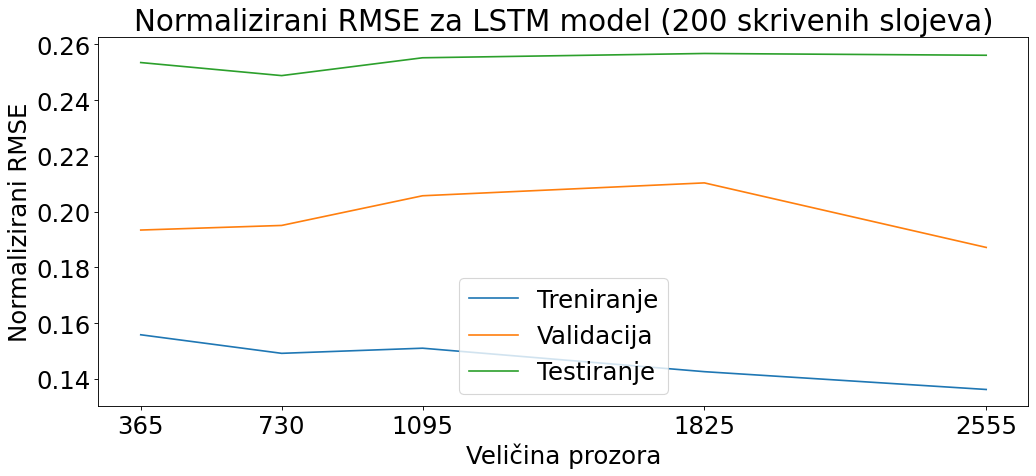 Normalizirani RMSE za LSTM model (200 skrivenih slojeva)
Normalizirani RMSE
0.26
0.24
0.22
0.20
0.18
0.16
0.14
Treniranje
Validacija
Testiranje
365 730 1095 1825 2555
Veličina prozora